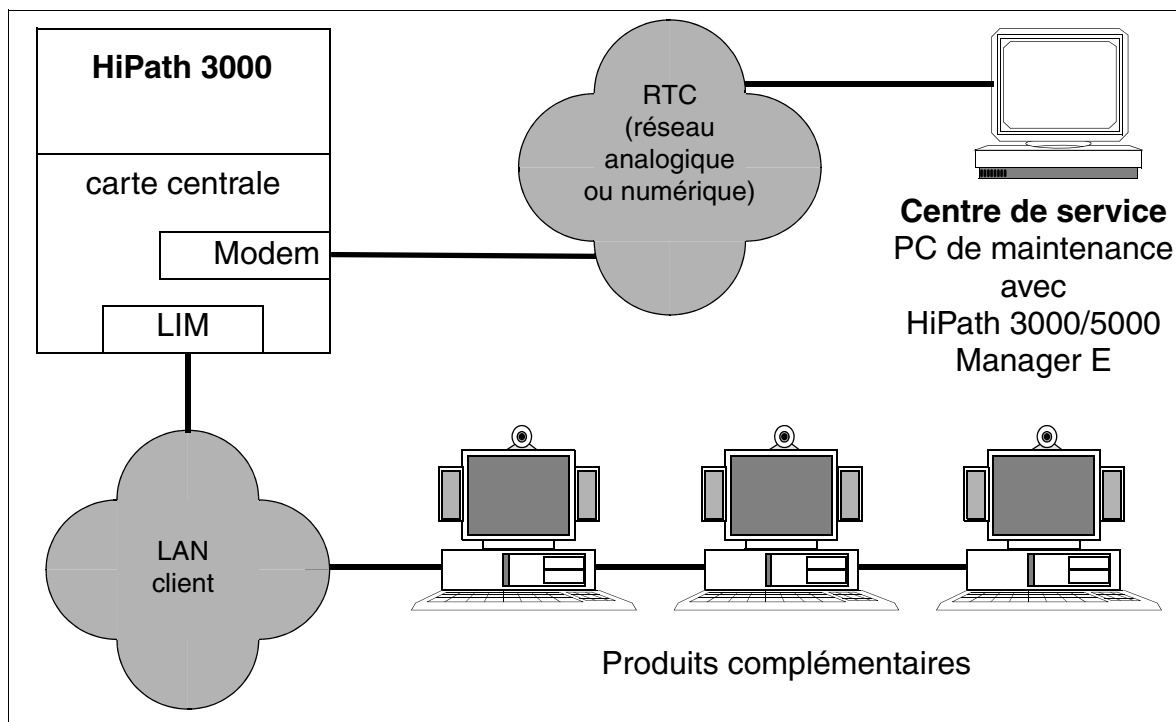 HiPath 3000
carte centrale
Modem
LIM
RTC
(réseau
analogique
ou numérique)
Centre de service
PC de maintenance
avec
HiPath 3000/5000
Manager E
LAN
client
Produits complémentaires